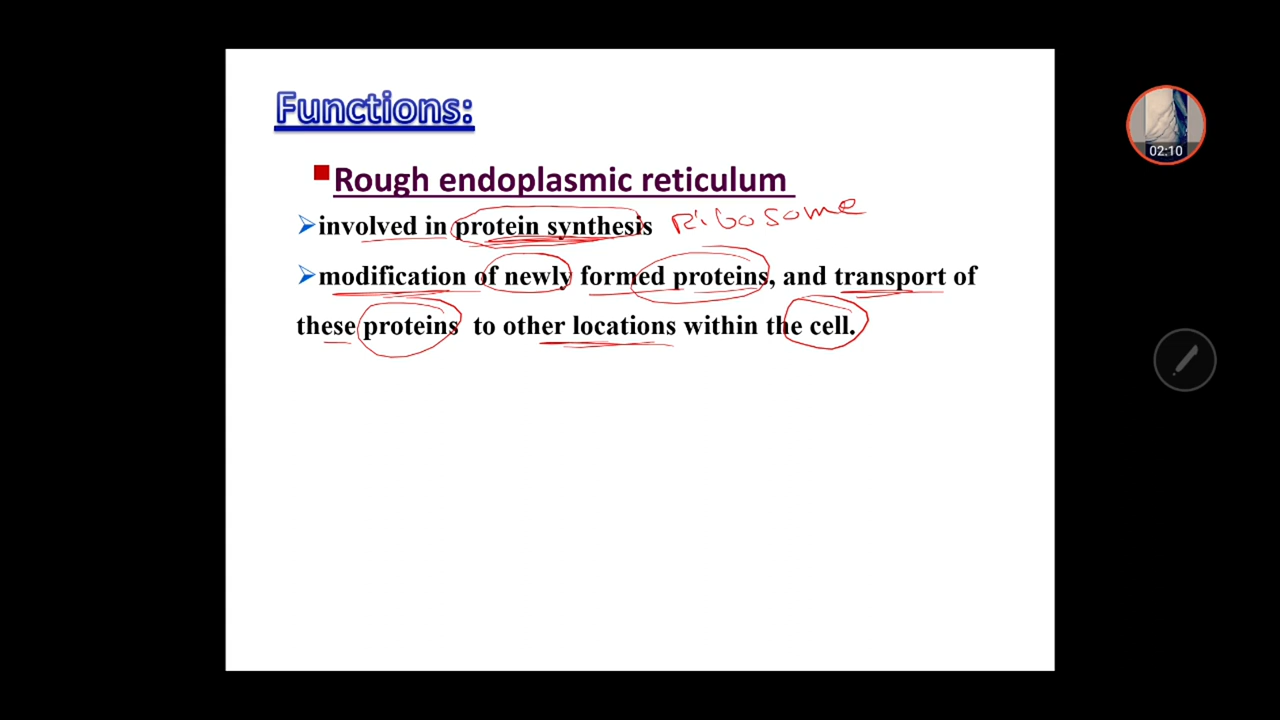 Functions:
Rough endoplasmic reticulum
involved in protein synthesis Ribosome
modification of newly formed proteins, and transport of
these proteins to other locations within the cell.
02:10